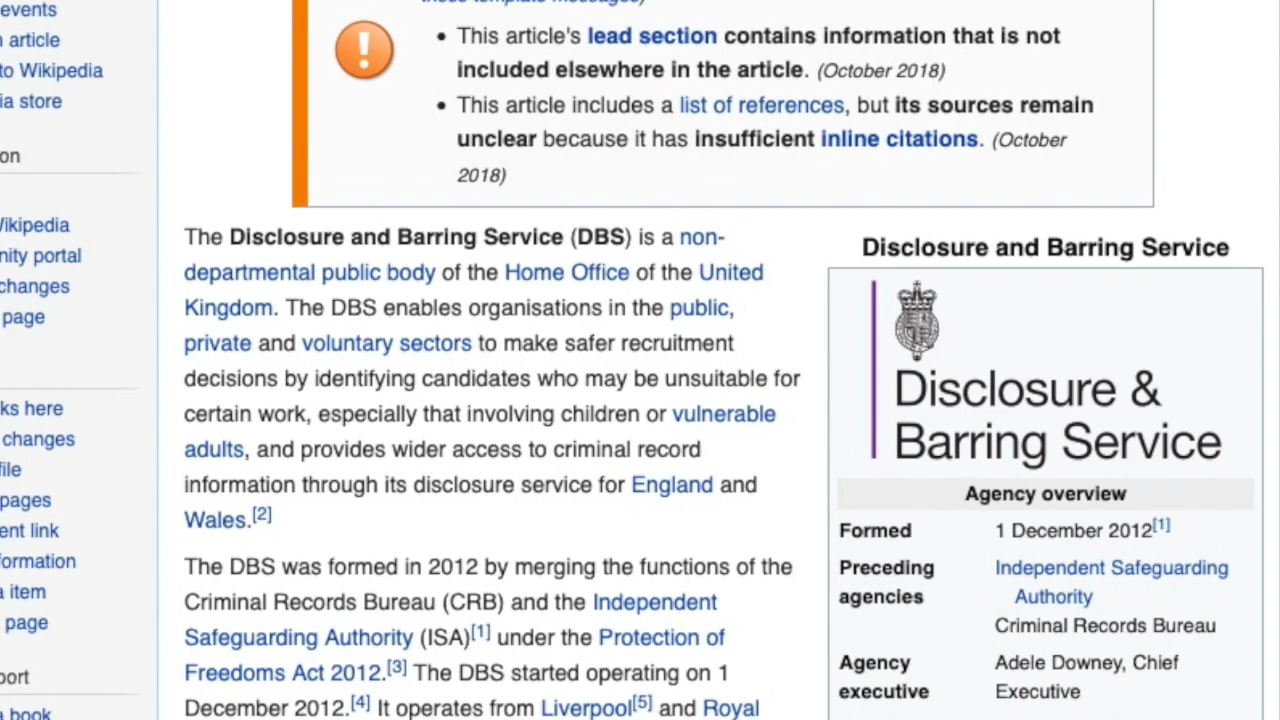 events
article
to Wikipedia
ia store
on
Wikipedia
nity portal
changes
page
ks here
changes
file
pages
ent link
formation
item
page
port
a book
these template messages)
• This article's lead section contains information that is not
included elsewhere in the article. (October 2018)
• This article includes a list of references, but its sources remain
unclear because it has insufficient inline citations. (October
2018)
The Disclosure and Barring Service (DBS) is a non-
departmental public body of the Home Office of the United
Kingdom. The DBS enables organisations in the public,
private and voluntary sectors to make safer recruitment
decisions by identifying candidates who may be unsuitable for
certain work, especially that involving children or vulnerable
adults, and provides wider access to criminal record
information through its disclosure service for England and
Wales.[2]
The DBS was formed in 2012 by merging the functions of the
Criminal Records Bureau (CRB) and the Independent
Safeguarding Authority (ISA)[1] under the Protection of
Freedoms Act 2012.[3] The DBS started operating on 1
December 2012.[4] It operates from Liverpool[5] and Royal
Disclosure and Barring Service
Disclosure &
Barring Service
Agency overview
Formed 1 December 2012[1]
Preceding Independent Safeguarding
agencies Authority
Criminal Records Bureau
Agency Adele Downey, Chief
executive Executive